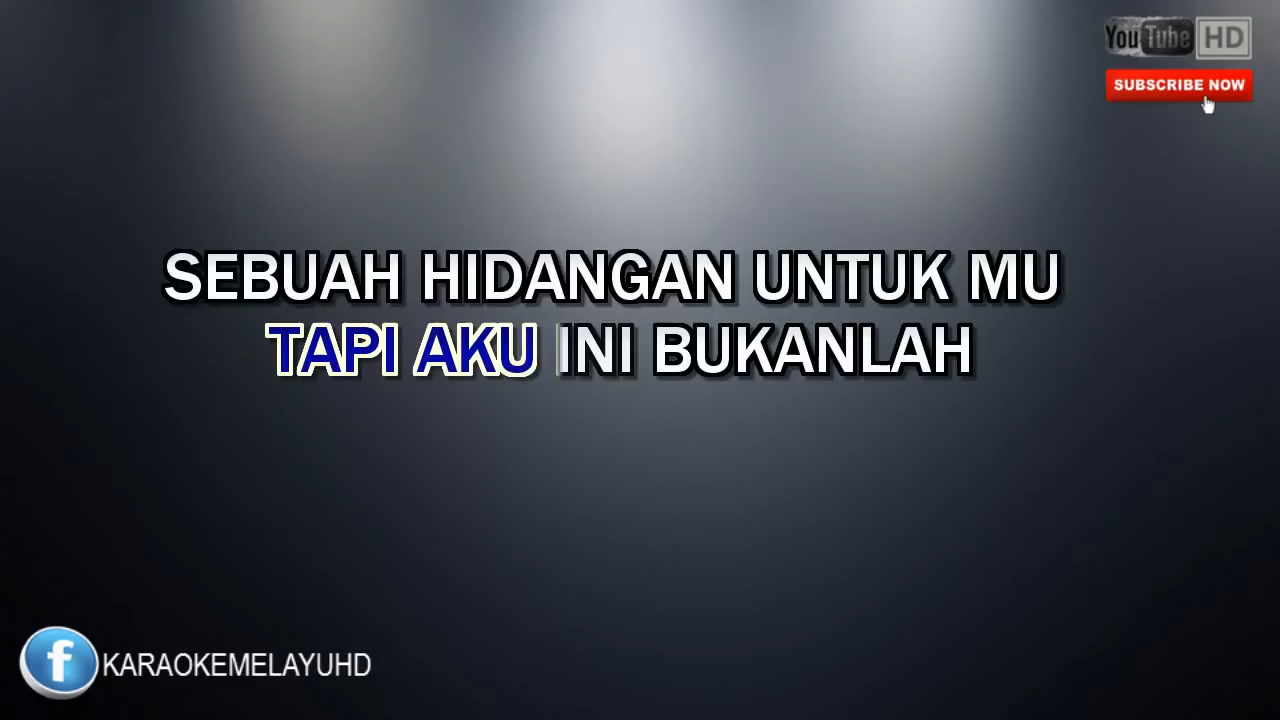 YouTube HD
SUBSCRIBE NOW
SEBUAH HIDANGAN UNTUK MU
TAPI AKU INI BUKANLAH
f KARAOKEMELAYUHD